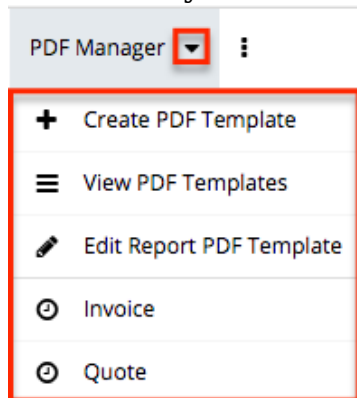 PDF Manager
Create PDF Template
View PDF Templates
Edit Report PDF Template
Invoice
Quote